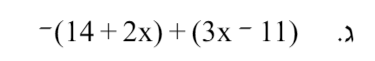 ג. ⁻(14 + 2x) + (3x ⁻ 11)